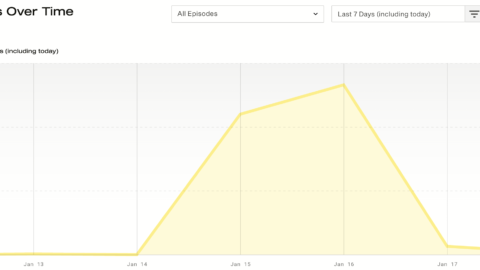 s Over Time
All Episodes
Last 7 Days (including today)
s (including today)
Jan 13
Jan 14
Jan 15
Jan 16
Jan 17